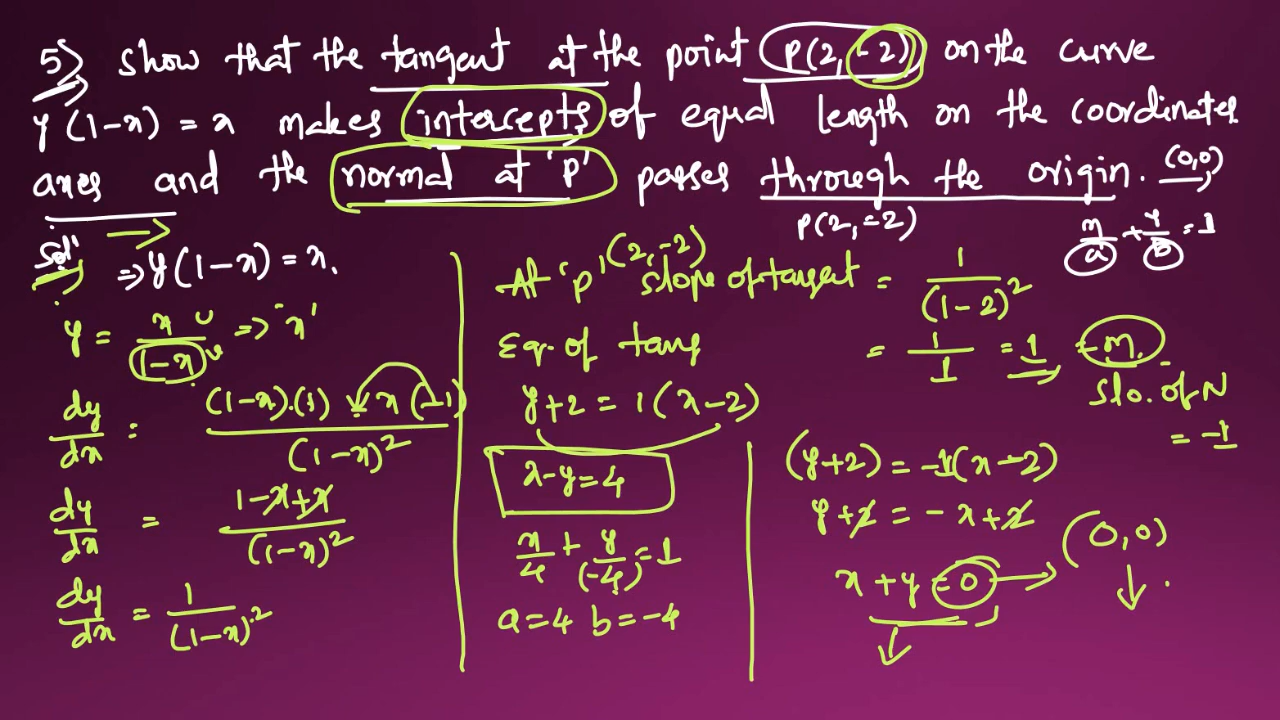 5) Show that the tangent at the point P(2,-2) on the curve
y(1-x) = x makes intercepts of equal length on the coordinates
axes and the normal at 'P' passes through the origin. (0,0)
P(2,-2)
x/a + y/b = 1
Sol:
⇒ y(1-x) = x.
y = x/(1-x) u/v ⇒ 'x'
dy/dx = ((1-x).(1) - x(-1))/(1-x)^2
dy/dx = (1-x+x)/(1-x)^2
dy/dx = 1/(1-x)^2
At 'P' (2,-2) slope of tangent = 1/(1-2)^2
= 1/1 = 1 = m.
Eq. of tang
y+2 = 1(x-2)
x-y=4
x/4 + y/(-4) = 1
a=4 b=-4
Slo. of N
= -1
(y+2) = -1(x-2)
y+2 = -x+2
x+y=0 → (0,0)